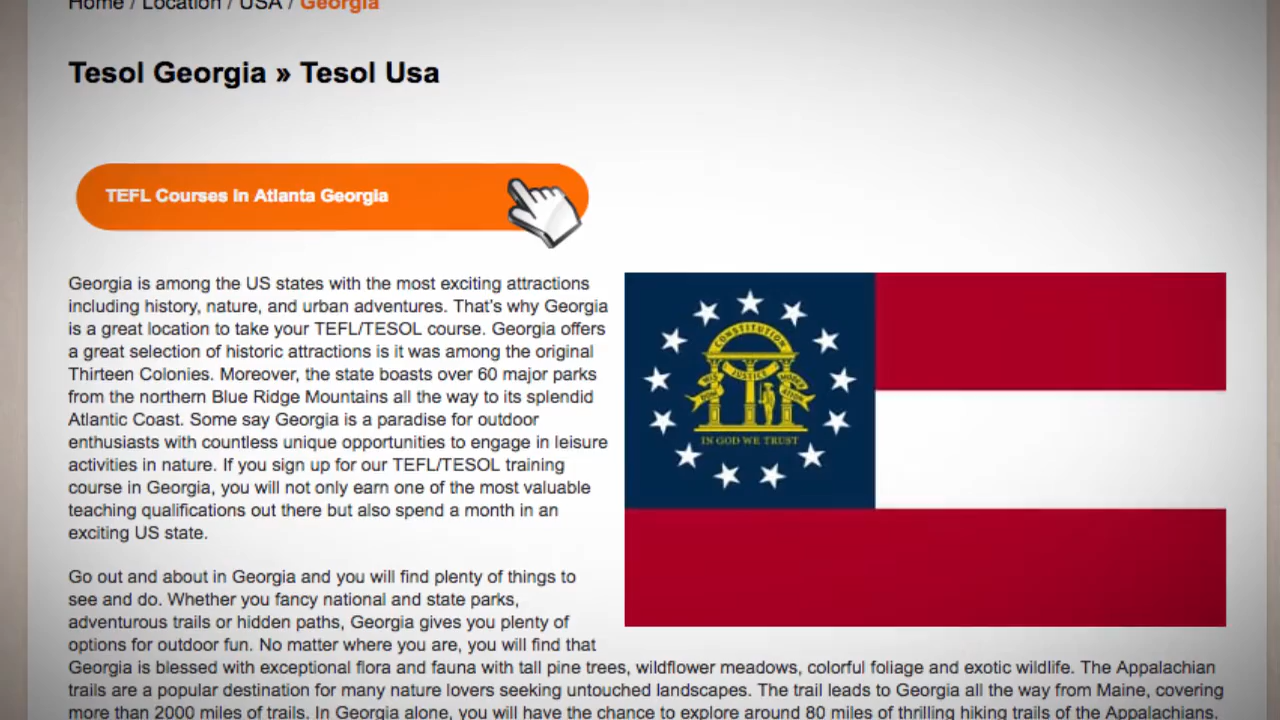 Home / Location / USA / Georgia
Tesol Georgia » Tesol Usa
TEFL Courses in Atlanta Georgia
Georgia is among the US states with the most exciting attractions
including history, nature, and urban adventures. That's why Georgia
is a great location to take your TEFL/TESOL course. Georgia offers
a great selection of historic attractions is it was among the original
Thirteen Colonies. Moreover, the state boasts over 60 major parks
from the northern Blue Ridge Mountains all the way to its splendid
Atlantic Coast. Some say Georgia is a paradise for outdoor
enthusiasts with countless unique opportunities to engage in leisure
activities in nature. If you sign up for our TEFL/TESOL training
course in Georgia, you will not only earn one of the most valuable
teaching qualifications out there but also spend a month in an
exciting US state.
CONSTITUTION
JUSTICE
IN GOD WE TRUST
Go out and about in Georgia and you will find plenty of things to
see and do. Whether you fancy national and state parks,
adventurous trails or hidden paths, Georgia gives you plenty of
options for outdoor fun. No matter where you are, you will find that
Georgia is blessed with exceptional flora and fauna with tall pine trees, wildflower meadows, colorful foliage and exotic wildlife. The Appalachian
trails are a popular destination for many nature lovers seeking untouched landscapes. The trail leads to Georgia all the way from Maine, covering
more than 2000 miles of trails. In Georgia alone, you will have the chance to explore around 80 miles of thrilling hiking trails of the Appalachians.